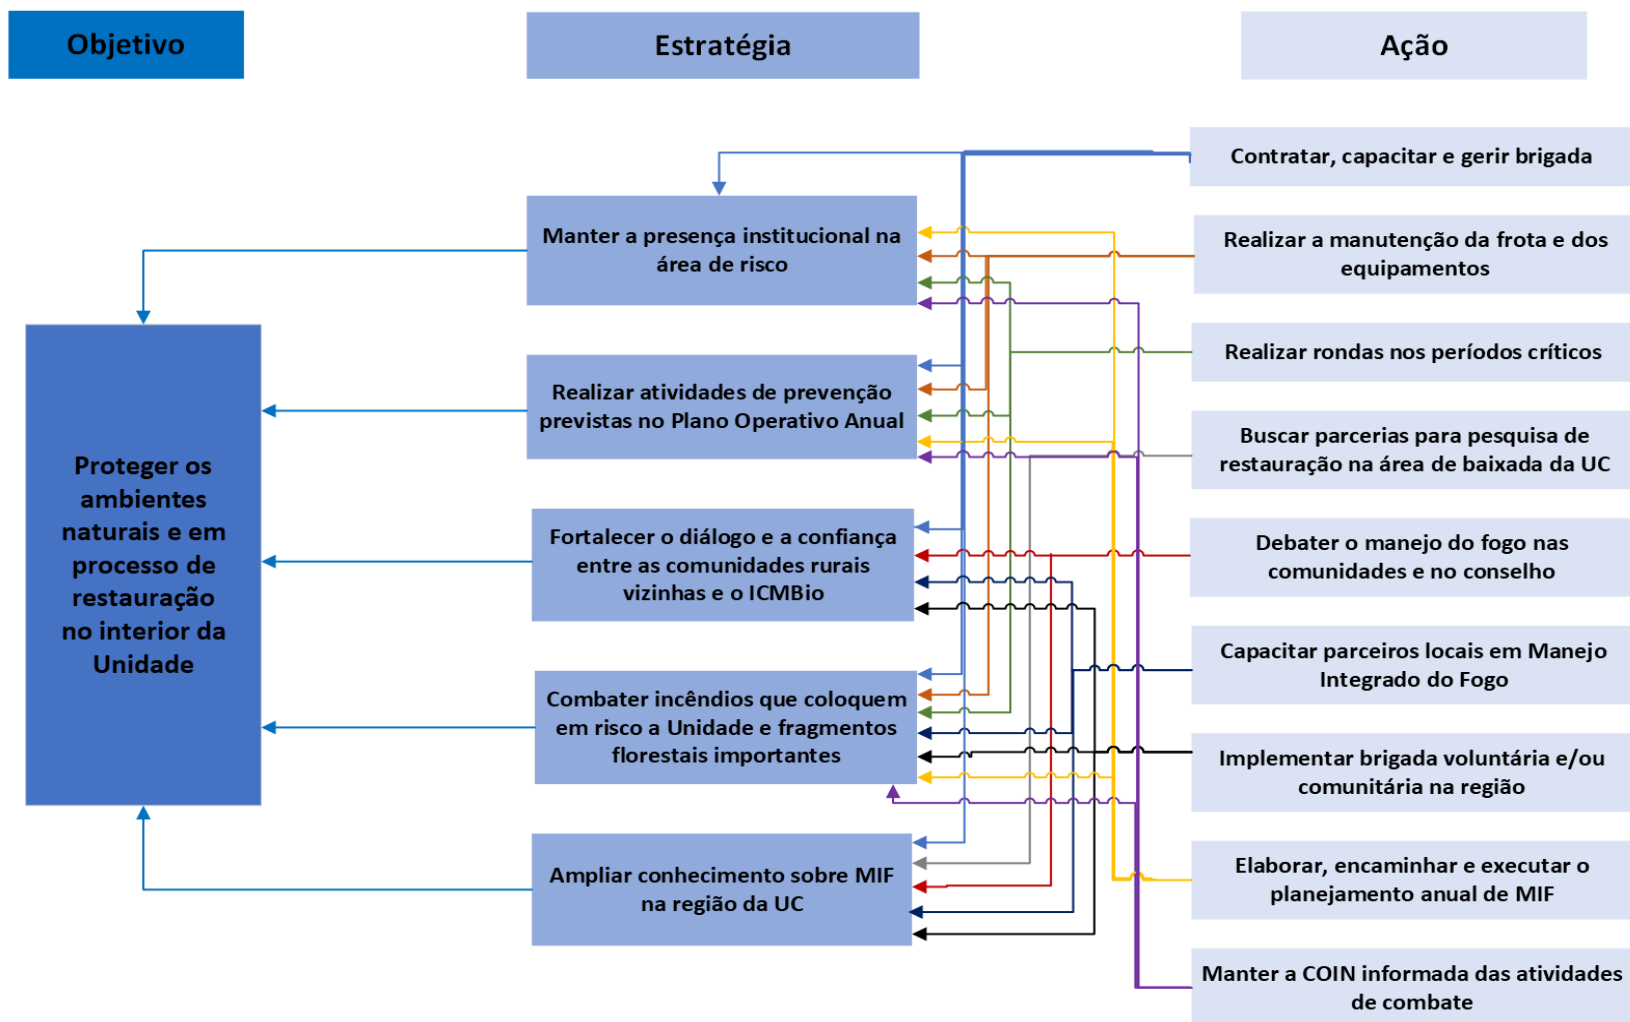 Objetivo
Estratégia
Ação
Proteger os
ambientes
naturais e em
processo de
restauração
no interior da
Unidade
Manter a presença institucional na
área de risco
Realizar atividades de prevenção
previstas no Plano Operativo Anual
Fortalecer o diálogo e a confiança
entre as comunidades rurais
vizinhas e o ICMBio
Combater incêndios que coloquem
em risco a Unidade e fragmentos
florestais importantes
Ampliar conhecimento sobre MIF
na região da UC
Contratar, capacitar e gerir brigada
Realizar a manutenção da frota e dos
equipamentos
Realizar rondas nos períodos críticos
Buscar parcerias para pesquisa de
restauração na área de baixada da UC
Debater o manejo do fogo nas
comunidades e no conselho
Capacitar parceiros locais em Manejo
Integrado do Fogo
Implementar brigada voluntária e/ou
comunitária na região
Elaborar, encaminhar e executar o
planejamento anual de MIF
Manter a COIN informada das atividades
de combate